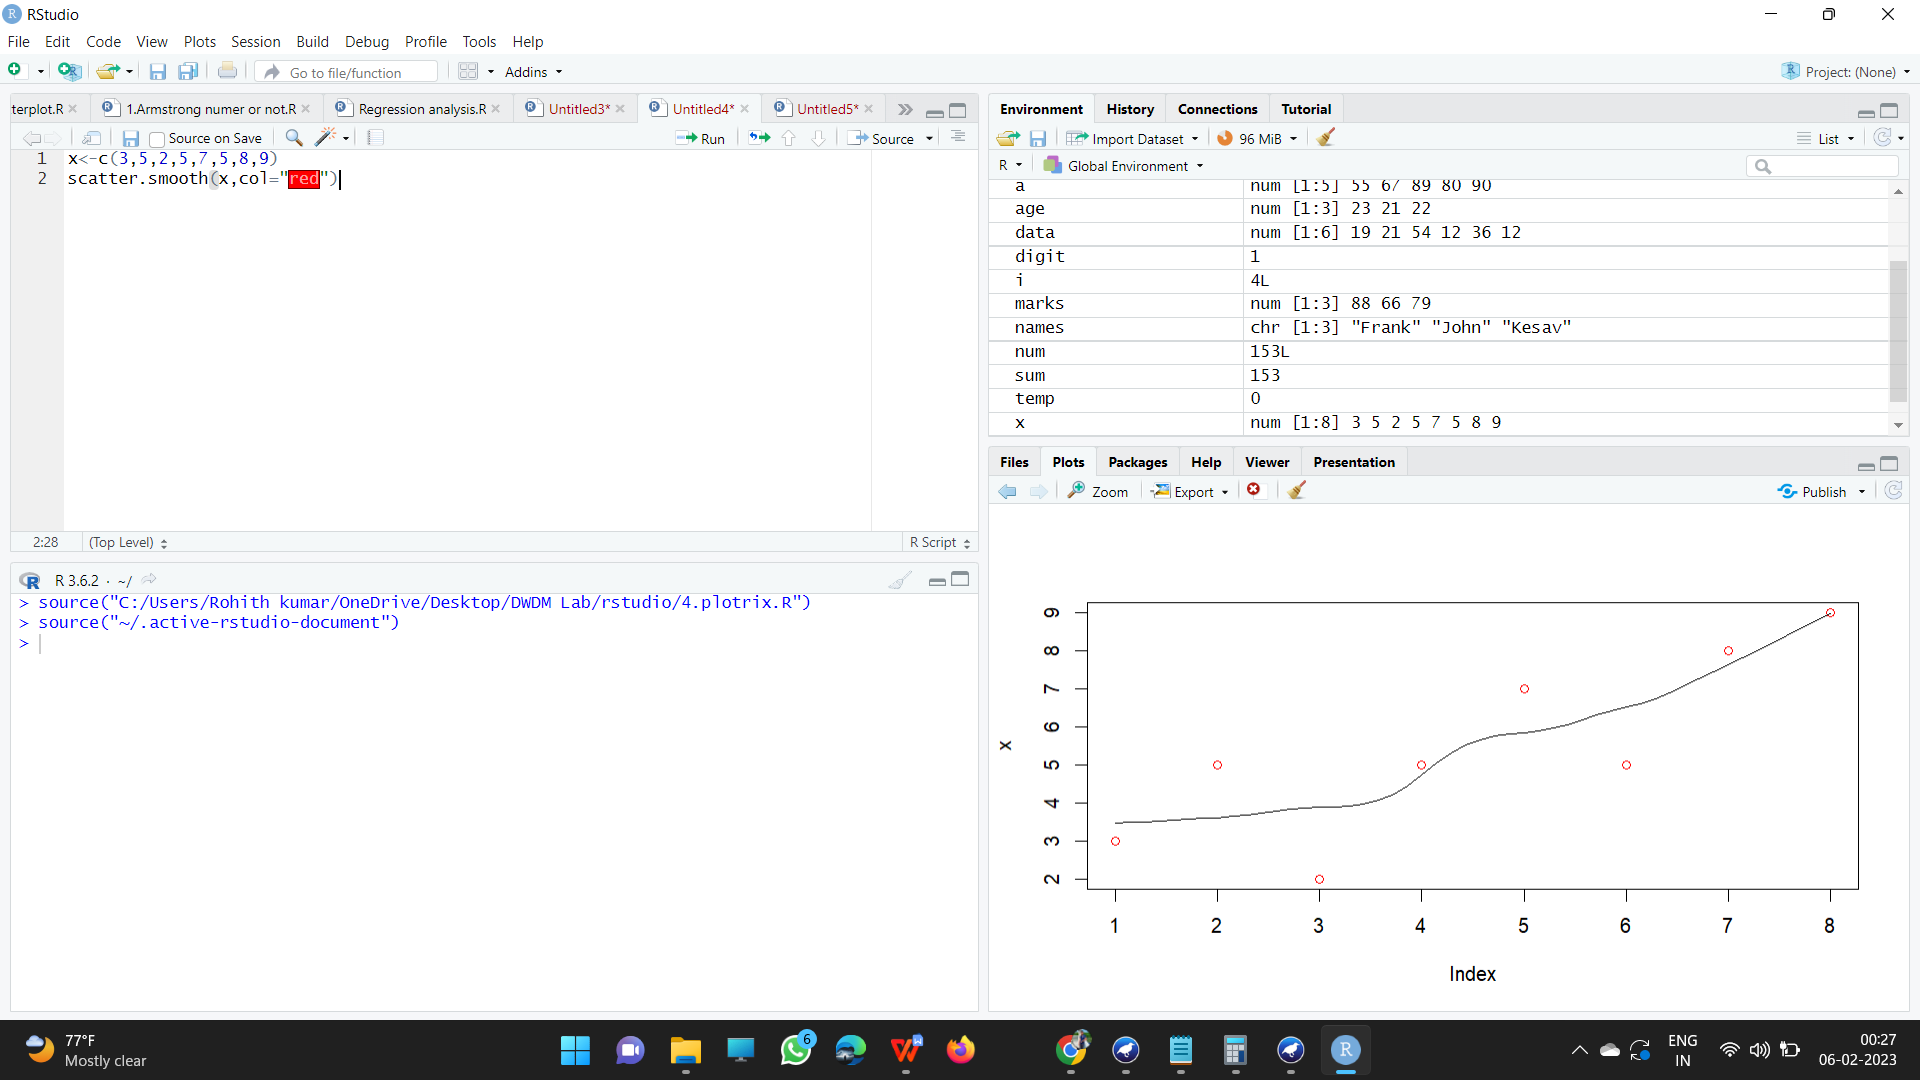 RStudio
File Edit Code View Plots Session Build Debug Profile Tools Help
Go to file/function Addins Project: (None)
terplot.R 1.Armstrong numer or not.R Regression analysis.R Untitled3* Untitled4* Untitled5*
Source on Save Run Source
1 x<-c(3,5,2,5,7,5,8,9)
2 scatter.smooth(x,col="red")
2:28 (Top Level) R Script
R 3.6.2 · ~/
> source("C:/Users/Rohith kumar/OneDrive/Desktop/DWDM Lab/rstudio/4.plotrix.R")
> source("~/.active-rstudio-document")
>
Environment History Connections Tutorial
Import Dataset 96 MiB List
R Global Environment
a num [1:5] 55 67 89 80 90
age num [1:3] 23 21 22
data num [1:6] 19 21 54 12 36 12
digit 1
i 4L
marks num [1:3] 88 66 79
names chr [1:3] "Frank" "John" "Kesav"
num 153L
sum 153
temp 0
x num [1:8] 3 5 2 5 7 5 8 9
Files Plots Packages Help Viewer Presentation
Zoom Export Publish
9
8
7
6
5
4
3
2
x
1 2 3 4 5 6 7 8
Index
77°F
Mostly clear
6
ENG
IN
00:27
06-02-2023